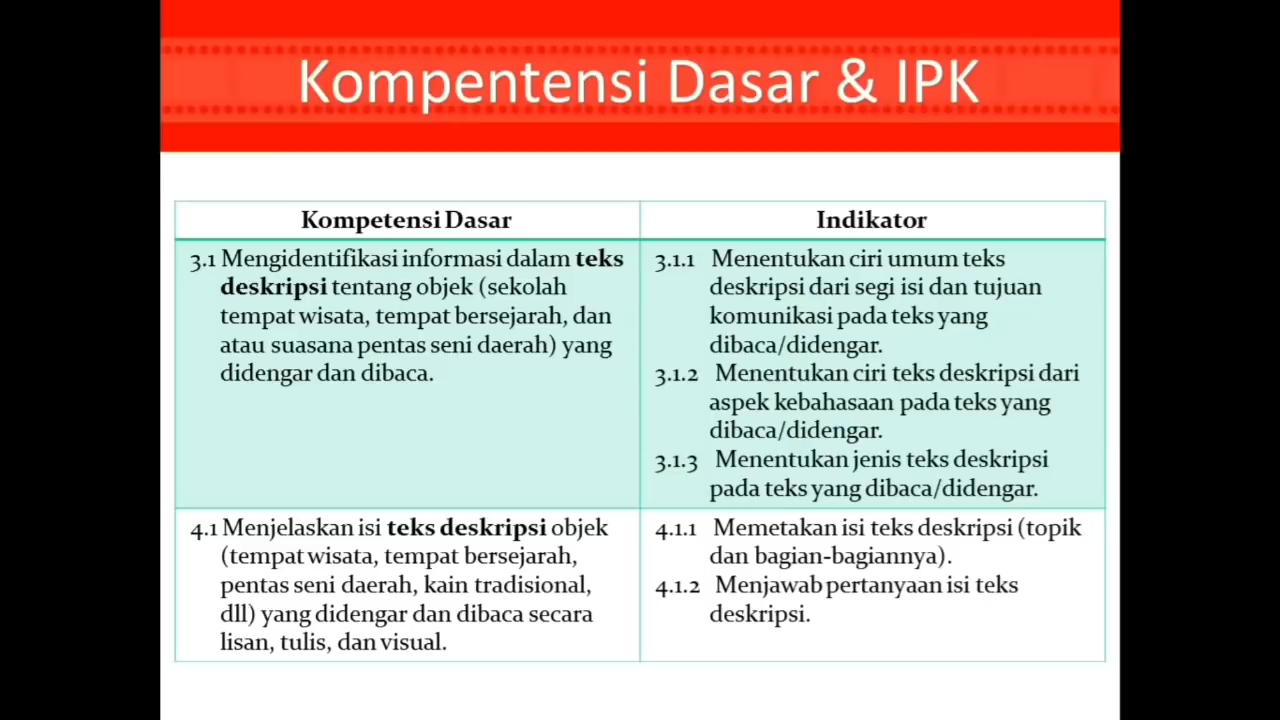 Kompentensi Dasar & IPK
Kompetensi Dasar
3.1 Mengidentifikasi informasi dalam teks
deskripsi tentang objek (sekolah
tempat wisata, tempat bersejarah, dan
atau suasana pentas seni daerah) yang
didengar dan dibaca.
Indikator
3.1.1 Menentukan ciri umum teks
deskripsi dari segi isi dan tujuan
komunikasi pada teks yang
dibaca/didengar.
3.1.2 Menentukan ciri teks deskripsi dari
aspek kebahasaan pada teks yang
dibaca/didengar.
3.1.3 Menentukan jenis teks deskripsi
pada teks yang dibaca/didengar.
4.1 Menjelaskan isi teks deskripsi objek
(tempat wisata, tempat bersejarah,
pentas seni daerah, kain tradisional,
dll) yang didengar dan dibaca secara
lisan, tulis, dan visual.
4.1.1 Memetakan isi teks deskripsi (topik
dan bagian-bagiannya).
4.1.2 Menjawab pertanyaan isi teks
deskripsi.